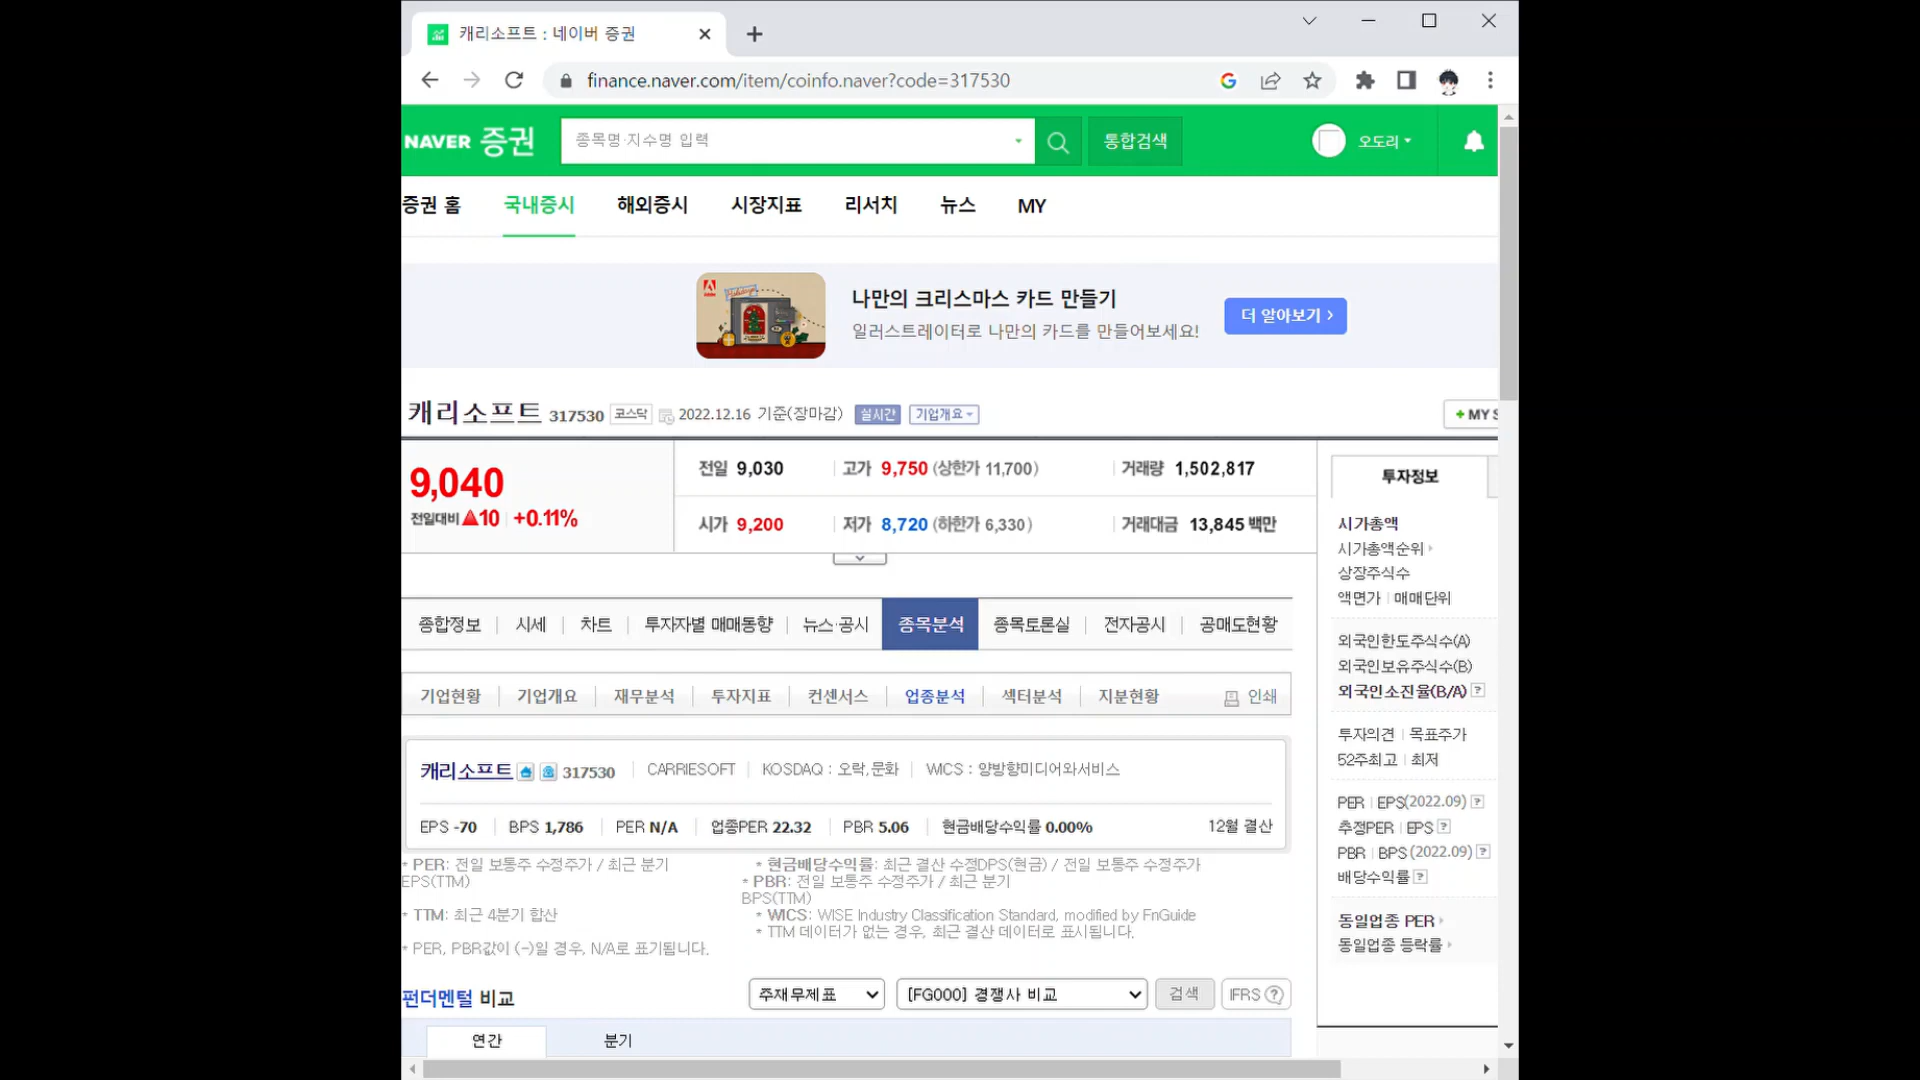 캐리소프트 : 네이버 증권
finance.naver.com/item/coinfo.naver?code=317530
NAVER 증권
종목명·지수명 입력
통합검색
오도리
증권 홈 국내증시 해외증시 시장지표 리서치 뉴스 MY
나만의 크리스마스 카드 만들기
일러스트레이터로 나만의 카드를 만들어보세요!
더 알아보기
캐리소프트 317530 코스닥 2022.12.16 기준(장마감) 실시간 기업개요
+ MY S
9,040
전일대비 ▲10 +0.11%
전일 9,030 고가 9,750 (상한가 11,700) 거래량 1,502,817
시가 9,200 저가 8,720 (하한가 6,330) 거래대금 13,845 백만
종합정보 시세 차트 투자자별 매매동향 뉴스·공시 종목분석 종목토론실 전자공시 공매도현황
기업현황 기업개요 재무분석 투자지표 컨센서스 업종분석 섹터분석 지분현황 인쇄
캐리소프트 317530 CARRIESOFT KOSDAQ : 오락,문화 WICS : 양방향미디어와서비스
EPS -70 BPS 1,786 PER N/A 업종PER 22.32 PBR 5.06 현금배당수익률 0.00% 12월 결산
* PER: 전일 보통주 수정주가 / 최근 분기
EPS(TTM)
* TTM: 최근 4분기 합산
* PER, PBR값이 (-)일 경우, N/A로 표기됩니다.
* 현금배당수익률: 최근 결산 수정DPS(현금) / 전일 보통주 수정주가
* PBR: 전일 보통주 수정주가 / 최근 분기
BPS(TTM)
* WICS: WISE Industry Classification Standard, modified by FnGuide
* TTM 데이터가 없는 경우, 최근 결산 데이터로 표시됩니다.
펀더멘털 비교 주재무제표 [FG000] 경쟁사 비교 검색 IFRS ?
연간 분기
투자정보
시가총액
시가총액순위
상장주식수
액면가 매매단위
외국인한도주식수(A)
외국인보유주식수(B)
외국인소진율(B/A) ?
투자의견 목표주가
52주최고 최저
PER EPS(2022.09) ?
추정PER EPS ?
PBR BPS (2022.09) ?
배당수익률 ?
동일업종 PER
동일업종 등락률